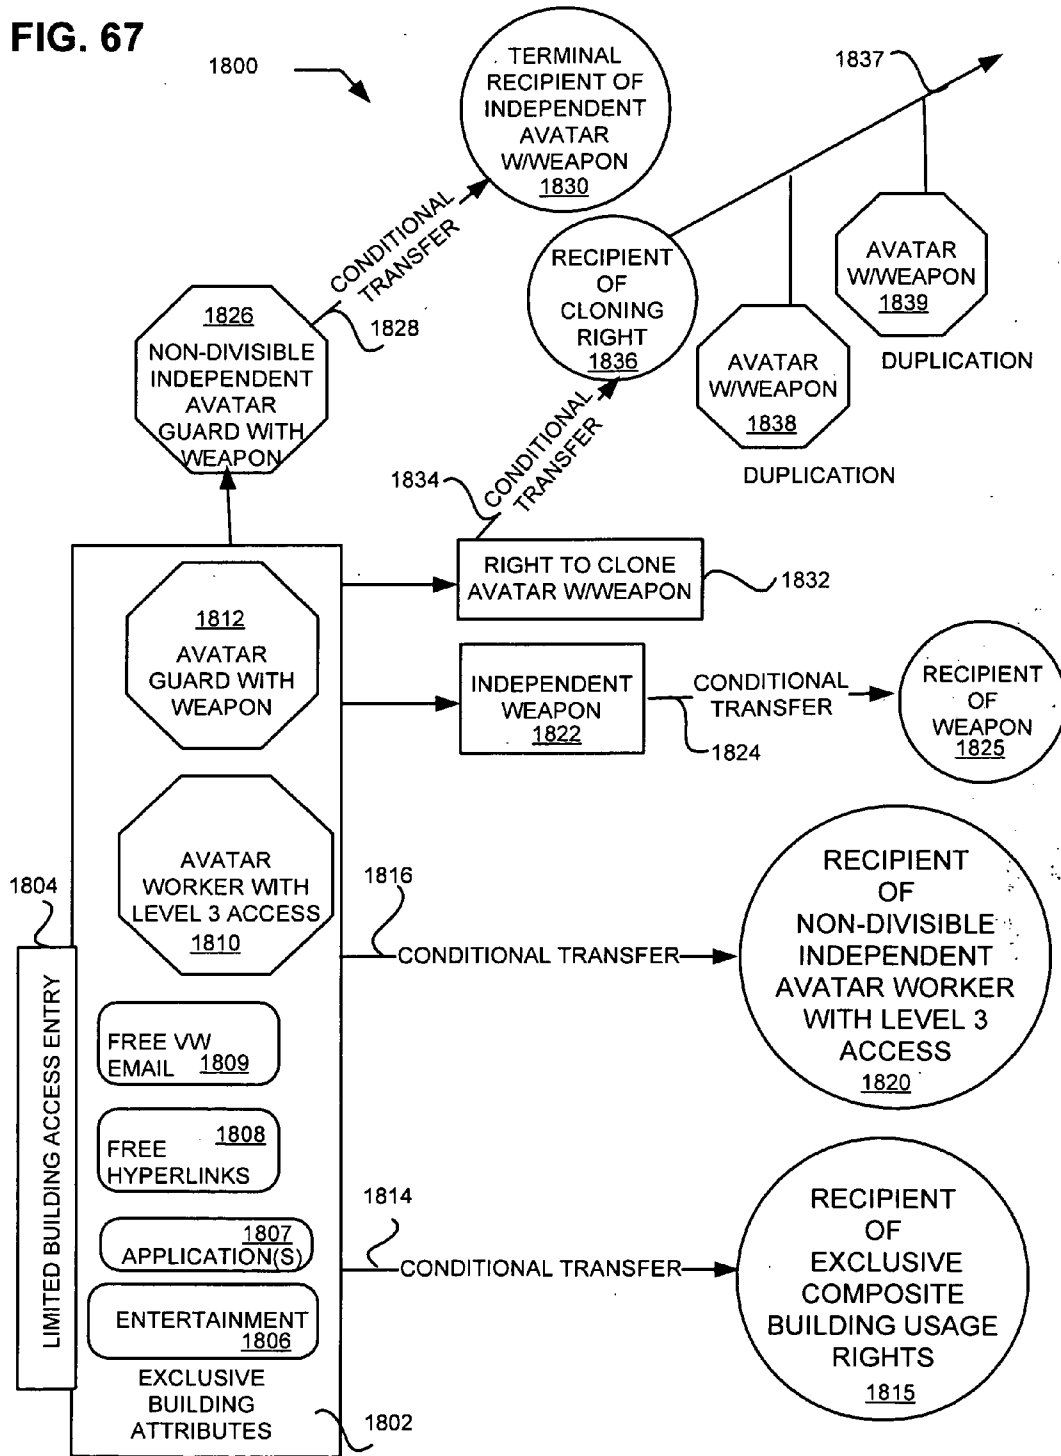 FIG. 67
1800
TERMINAL
RECIPIENT OF
INDEPENDENT
AVATAR
W/WEAPON
1830
1837
CONDITIONAL
TRANSFER
1828
RECIPIENT
OF
CLONING
RIGHT
1836
AVATAR
W/WEAPON
1839
DUPLICATION
AVATAR
W/WEAPON
1838
DUPLICATION
1826
NON-DIVISIBLE
INDEPENDENT
AVATAR
GUARD WITH
WEAPON
1834
CONDITIONAL
TRANSFER
RIGHT TO CLONE
AVATAR W/WEAPON
1832
1812
AVATAR
GUARD WITH
WEAPON
INDEPENDENT
WEAPON
1822
CONDITIONAL
TRANSFER
1824
RECIPIENT
OF
WEAPON
1825
AVATAR
WORKER WITH
LEVEL 3 ACCESS
1810
1804
1816
CONDITIONAL TRANSFER
RECIPIENT
OF
NON-DIVISIBLE
INDEPENDENT
AVATAR WORKER
WITH LEVEL 3
ACCESS
1820
LIMITED BUILDING ACCESS ENTRY
FREE VW
EMAIL 1809
1808
FREE
HYPERLINKS
1807
APPLICATION(S)
ENTERTAINMENT
1806
EXCLUSIVE
BUILDING
ATTRIBUTES
1802
1814
CONDITIONAL TRANSFER
RECIPIENT
OF
EXCLUSIVE
COMPOSITE
BUILDING USAGE
RIGHTS
1815